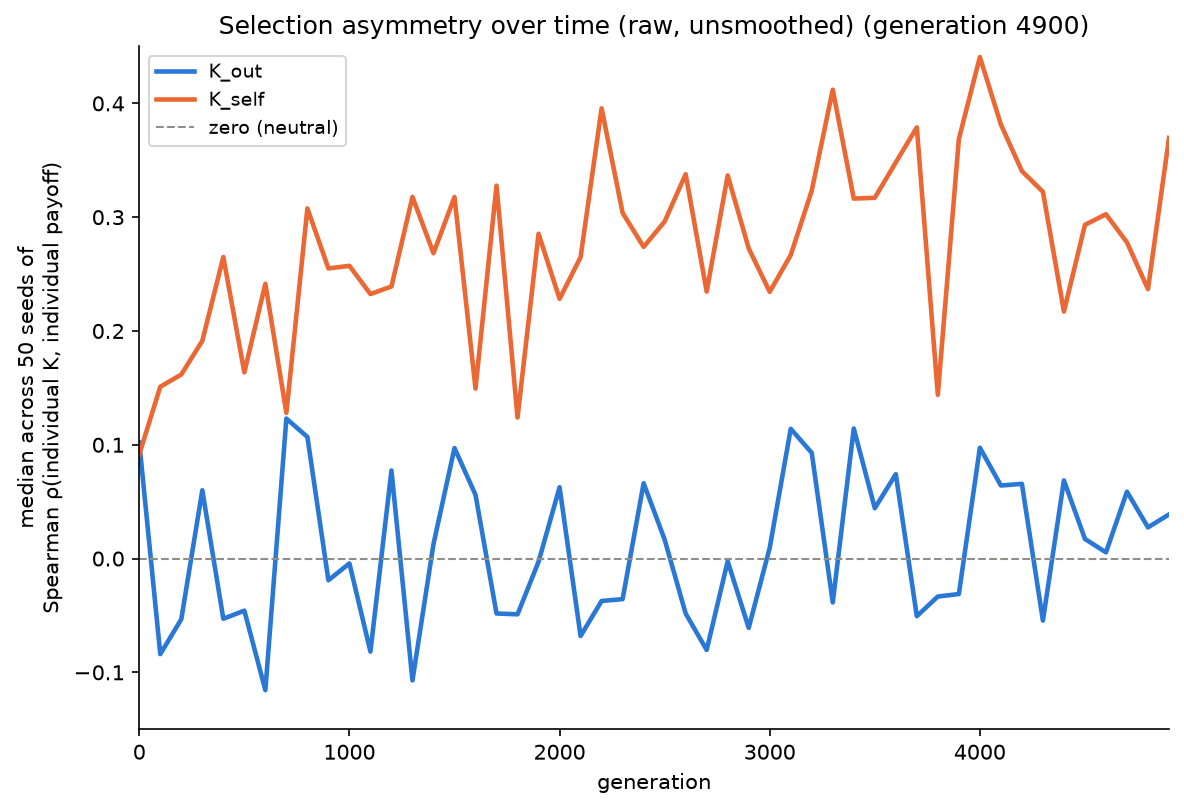 Selection asymmetry over time (raw, unsmoothed) (generation 4900)
K_out
K_self
zero (neutral)
median across 50 seeds of
Spearman ρ(individual K, individual payoff)
0.4
0.3
0.2
0.1
0.0
−0.1
0
1000
2000
3000
4000
generation